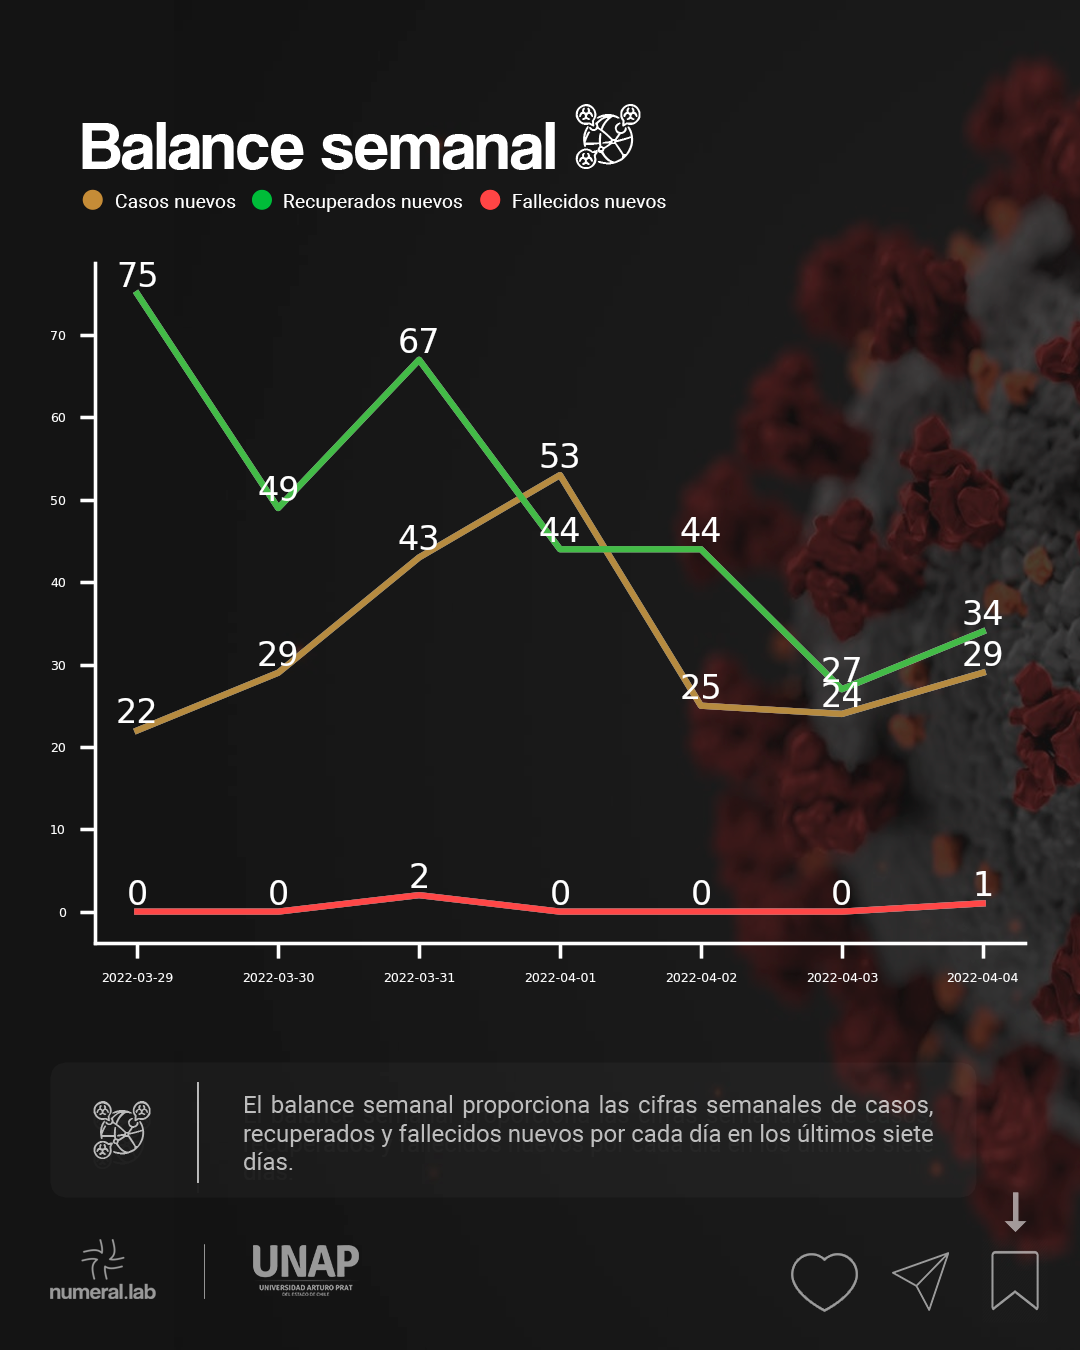 Balance semanal
Casos nuevos Recuperados nuevos Fallecidos nuevos
75
70
67
60
53
50
49
44 44
43
40
34
30
29
29
27
25
24
22
20
10
2
1
0 0 0 0 0
0
2022-03-29 2022-03-30 2022-03-31 2022-04-01 2022-04-02 2022-04-03 2022-04-04
El balance semanal proporciona las cifras semanales de casos,
recuperados y fallecidos nuevos por cada día en los últimos siete
días.
numeral.lab
UNAP
UNIVERSIDAD ARTURO PRAT
DEL ESTADO DE CHILE